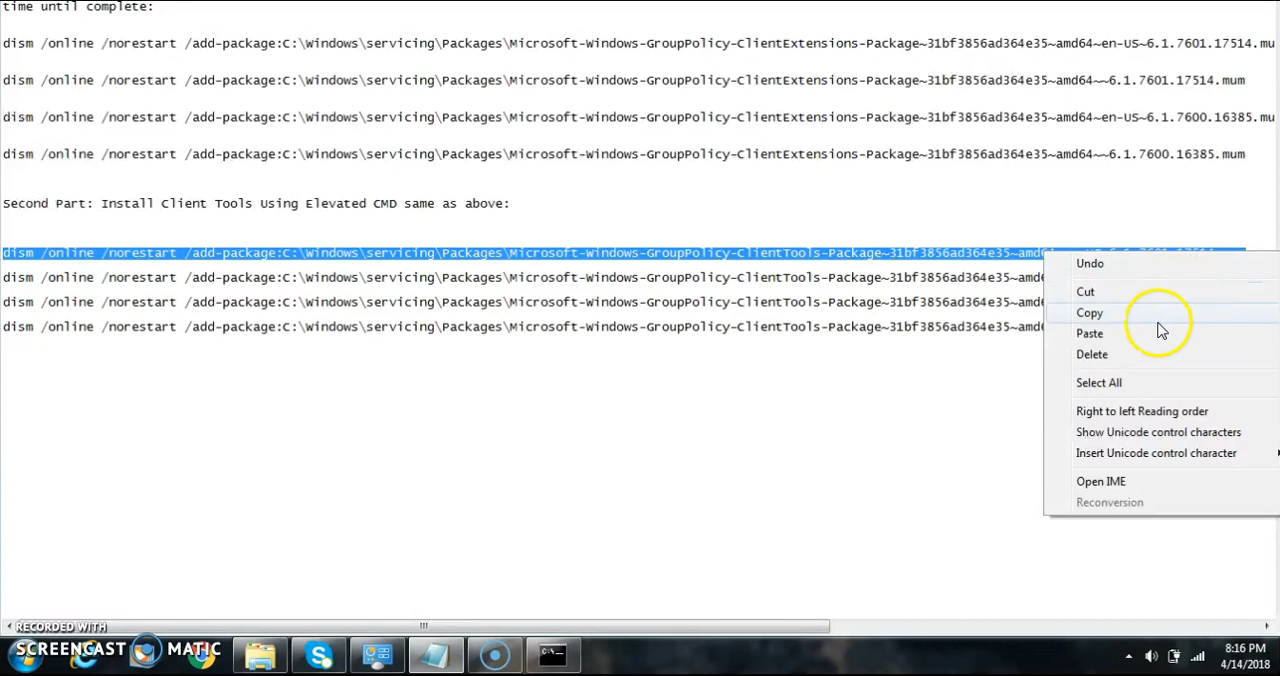 time until complete:
dism /online /norestart /add-package:C:\Windows\servicing\Packages\Microsoft-Windows-GroupPolicy-ClientExtensions-Package~31bf3856ad364e35~amd64~en-US~6.1.7601.17514.mu
dism /online /norestart /add-package:C:\Windows\servicing\Packages\Microsoft-Windows-GroupPolicy-ClientExtensions-Package~31bf3856ad364e35~amd64~~6.1.7601.17514.mum
dism /online /norestart /add-package:C:\Windows\servicing\Packages\Microsoft-Windows-GroupPolicy-ClientExtensions-Package~31bf3856ad364e35~amd64~en-US~6.1.7600.16385.mu
dism /online /norestart /add-package:C:\Windows\servicing\Packages\Microsoft-Windows-GroupPolicy-ClientExtensions-Package~31bf3856ad364e35~amd64~~6.1.7600.16385.mum
Second Part: Install Client Tools Using Elevated CMD same as above:
dism /online /norestart /add-package:C:\Windows\servicing\Packages\Microsoft-Windows-GroupPolicy-ClientTools-Package~31bf3856ad364e35~amd6
dism /online /norestart /add-package:C:\Windows\servicing\Packages\Microsoft-Windows-GroupPolicy-ClientTools-Package~31bf3856ad364e35~amd6
dism /online /norestart /add-package:C:\Windows\servicing\Packages\Microsoft-Windows-GroupPolicy-ClientTools-Package~31bf3856ad364e35~amd6
dism /online /norestart /add-package:C:\Windows\servicing\Packages\Microsoft-Windows-GroupPolicy-ClientTools-Package~31bf3856ad364e35~amd6
Undo
Cut
Copy
Paste
Delete
Select All
Right to left Reading order
Show Unicode control characters
Insert Unicode control character
Open IME
Reconversion
RECORDED WITH
SCREENCAST MATIC
C:\.
8:16 PM
4/14/2018